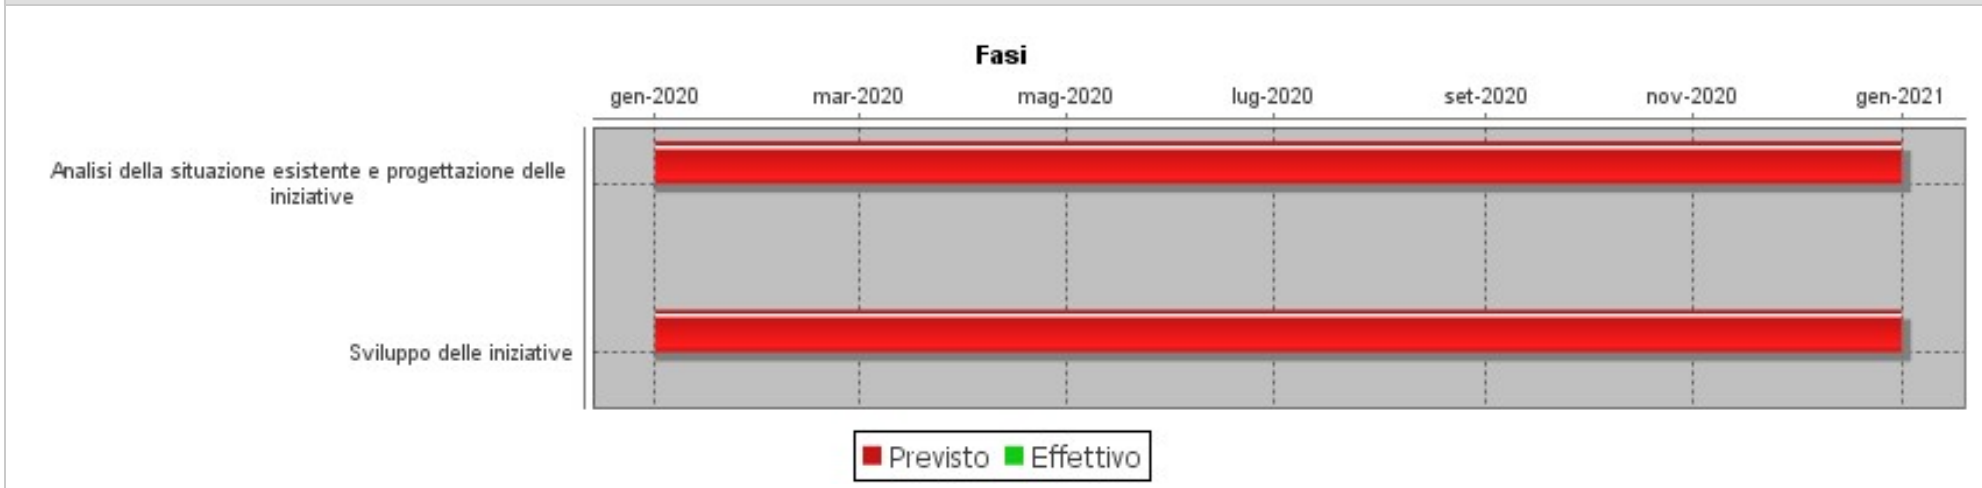 Fasi
gen-2020 mar-2020 mag-2020 lug-2020 set-2020 nov-2020 gen-2021
Analisi della situazione esistente e progettazione delle
iniziative
Sviluppo delle iniziative
Previsto Effettivo